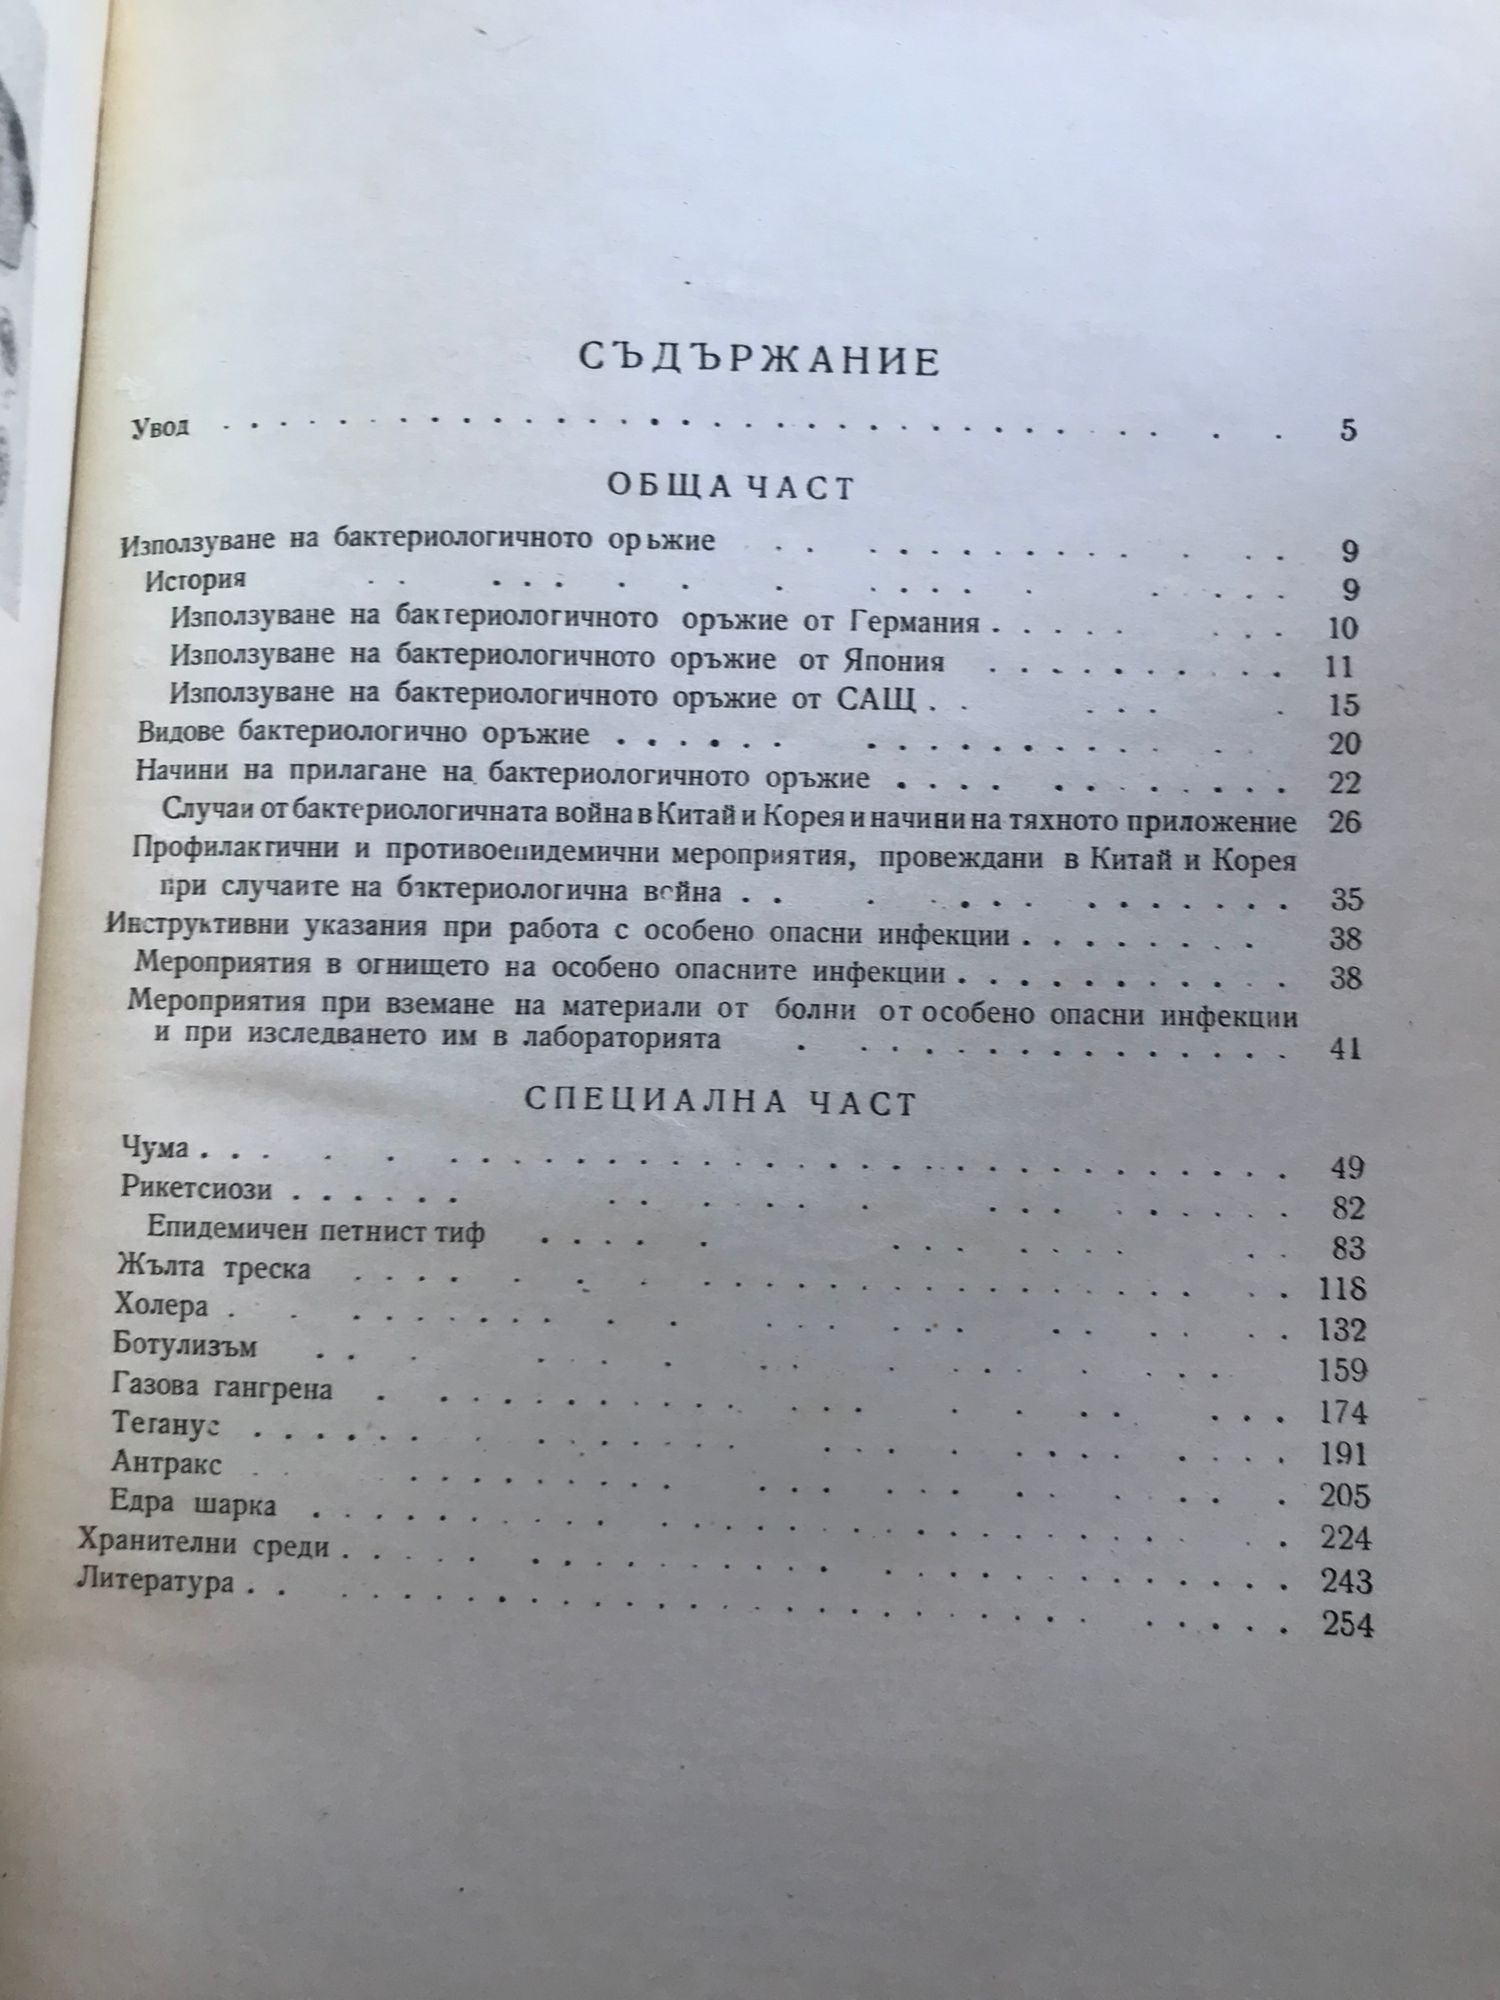 СЪДЪРЖАНИЕ
Увод . . . . . . . . . . 5
ОБЩА ЧАСТ
Използуване на бактериологичното оръжие . . . . . . . . . . 9
История . . . . . . . . . . 9
Използуване на бактериологичното оръжие от Германия . . . . . . . . 10
Използуване на бактериологичното оръжие от Япония . . . . . . . . 11
Използуване на бактериологичното оръжие от САЩ . . . . . . 15
Видове бактериологично оръжие . . . . . . . . . . 20
Начини на прилагане на бактериологичното оръжие . . . . . . . . . . 22
Случаи от бактериологичната война в Китай и Корея и начини на тяхното приложение 26
Профилактични и противоепидемични мероприятия, провеждани в Китай и Корея
при случаите на бактериологична война . . . . . . . . . . 35
Инструктивни указания при работа с особено опасни инфекции . . . . . . . . 38
Мероприятия в огнището на особено опасните инфекции . . . . . . . . . . 38
Мероприятия при вземане на материали от болни от особено опасни инфекции
и при изследването им в лабораторията . . . . . . . . . . 41
СПЕЦИАЛНА ЧАСТ
Чума . . . . . . . . . . 49
Рикетсиози . . . . . . . . . . 82
Епидемичен петнист тиф . . . . . . . . . . 83
Жълта треска . . . . . . . . . . 118
Холера . . . . . . . . . . 132
Ботулизъм . . . . . . . . . . 159
Газова гангрена . . . . . . . . . . 174
Тетанус . . . . . . . . . . 191
Антракс . . . . . . . . . . 205
Едра шарка . . . . . . . . . . 224
Хранителни среди . . . . . . . . . . 243
Литература . . . . . . . . . . 254